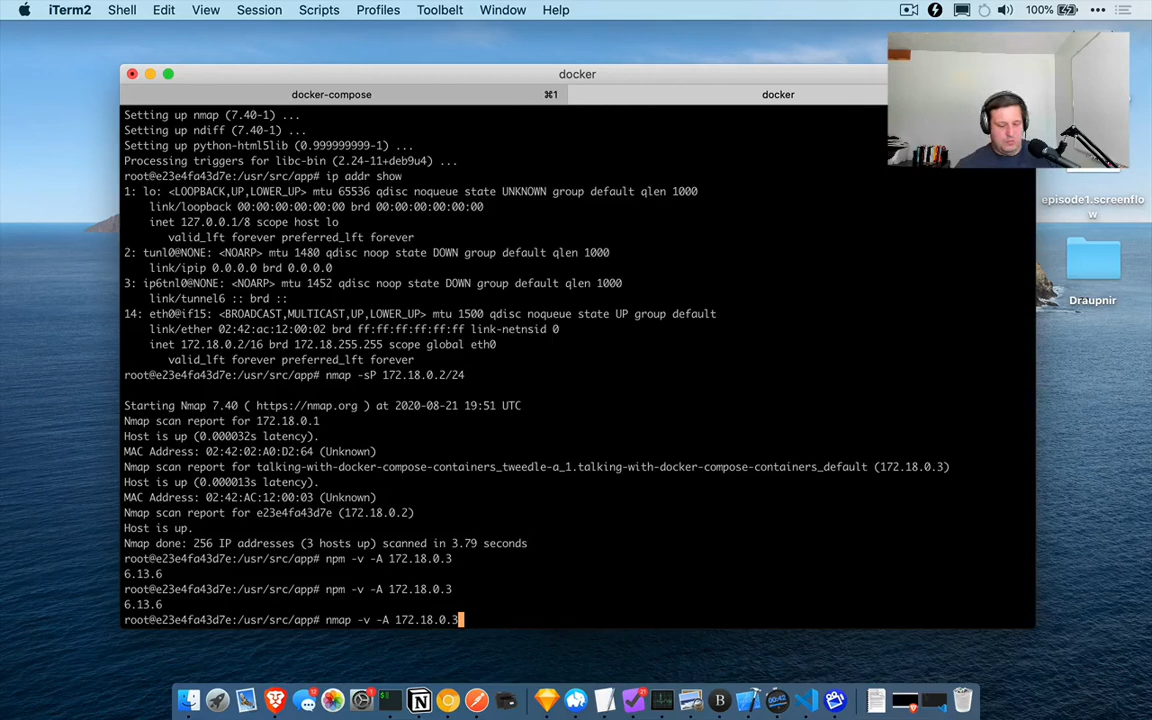 iTerm2 Shell Edit View Session Scripts Profiles Toolbelt Window Help 100%
docker
docker-compose ⌘1 docker
Setting up nmap (7.40-1) ...
Setting up ndiff (7.40-1) ...
Setting up python-html5lib (0.999999999-1) ...
Processing triggers for libc-bin (2.24-11+deb9u4) ...
root@e23e4fa43d7e:/usr/src/app# ip addr show
1: lo: <LOOPBACK,UP,LOWER_UP> mtu 65536 qdisc noqueue state UNKNOWN group default qlen 1000
link/loopback 00:00:00:00:00:00 brd 00:00:00:00:00:00
inet 127.0.0.1/8 scope host lo
valid_lft forever preferred_lft forever
2: tunl0@NONE: <NOARP> mtu 1480 qdisc noop state DOWN group default qlen 1000
link/ipip 0.0.0.0 brd 0.0.0.0
3: ip6tnl0@NONE: <NOARP> mtu 1452 qdisc noop state DOWN group default qlen 1000
link/tunnel6 :: brd ::
14: eth0@if15: <BROADCAST,MULTICAST,UP,LOWER_UP> mtu 1500 qdisc noqueue state UP group default
link/ether 02:42:ac:12:00:02 brd ff:ff:ff:ff:ff:ff link-netnsid 0
inet 172.18.0.2/16 brd 172.18.255.255 scope global eth0
valid_lft forever preferred_lft forever
root@e23e4fa43d7e:/usr/src/app# nmap -sP 172.18.0.2/24
Starting Nmap 7.40 ( https://nmap.org ) at 2020-08-21 19:51 UTC
Nmap scan report for 172.18.0.1
Host is up (0.000032s latency).
MAC Address: 02:42:02:A0:D2:64 (Unknown)
Nmap scan report for talking-with-docker-compose-containers_tweedle-a_1.talking-with-docker-compose-containers_default (172.18.0.3)
Host is up (0.000013s latency).
MAC Address: 02:42:AC:12:00:03 (Unknown)
Nmap scan report for e23e4fa43d7e (172.18.0.2)
Host is up.
Nmap done: 256 IP addresses (3 hosts up) scanned in 3.79 seconds
root@e23e4fa43d7e:/usr/src/app# npm -v -A 172.18.0.3
6.13.6
root@e23e4fa43d7e:/usr/src/app# npm -v -A 172.18.0.3
6.13.6
root@e23e4fa43d7e:/usr/src/app# nmap -v -A 172.18.0.3
episode1.screenflo
w
Draupnir